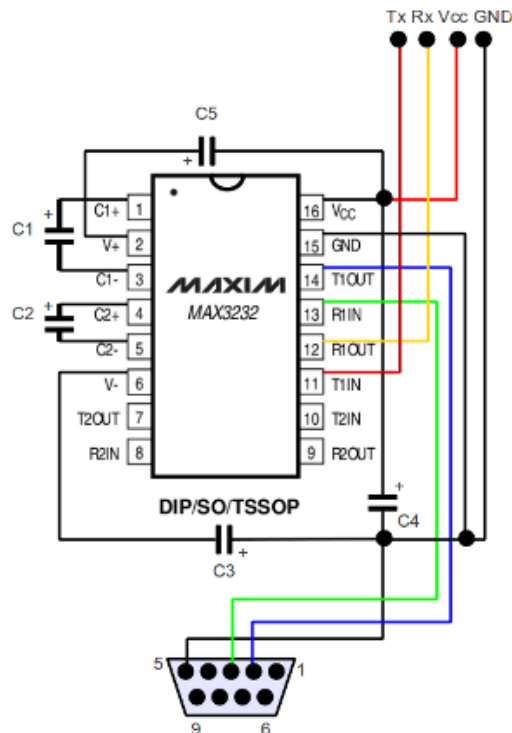 Tx Rx Vcc GND
C5
+
+
C1
C1+ 1
V+ 2
C1- 3
+
C2
C2+ 4
C2- 5
V- 6
T2OUT 7
R2IN 8
MAXIM
MAX3232
16 VCC
15 GND
14 T1OUT
13 R1IN
12 R1OUT
11 T1IN
10 T2IN
9 R2OUT
DIP/SO/TSSOP
+
C4
+
C3
5 1
9 6